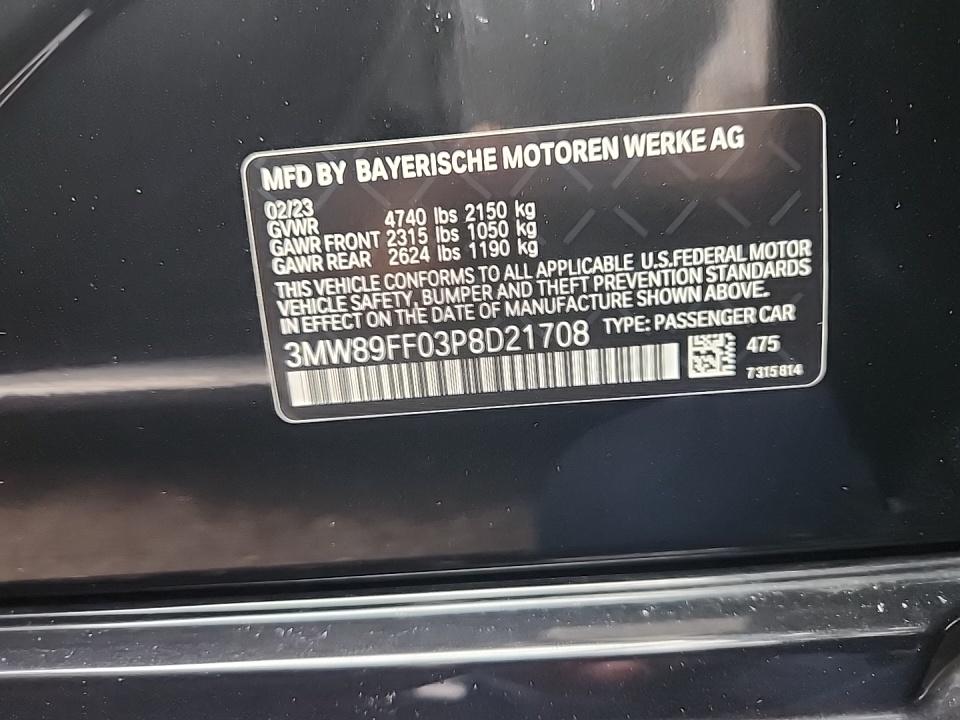 MFD BY BAYERISCHE MOTOREN WERKE AG
02/23
GVWR 4740 lbs 2150 kg
GAWR FRONT 2315 lbs 1050 kg
GAWR REAR 2624 lbs 1190 kg
THIS VEHICLE CONFORMS TO ALL APPLICABLE U.S.FEDERAL MOTOR
VEHICLE SAFETY, BUMPER AND THEFT PREVENTION STANDARDS
IN EFFECT ON THE DATE OF MANUFACTURE SHOWN ABOVE.
3MW89FF03P8D21708 TYPE: PASSENGER CAR
475
7315814